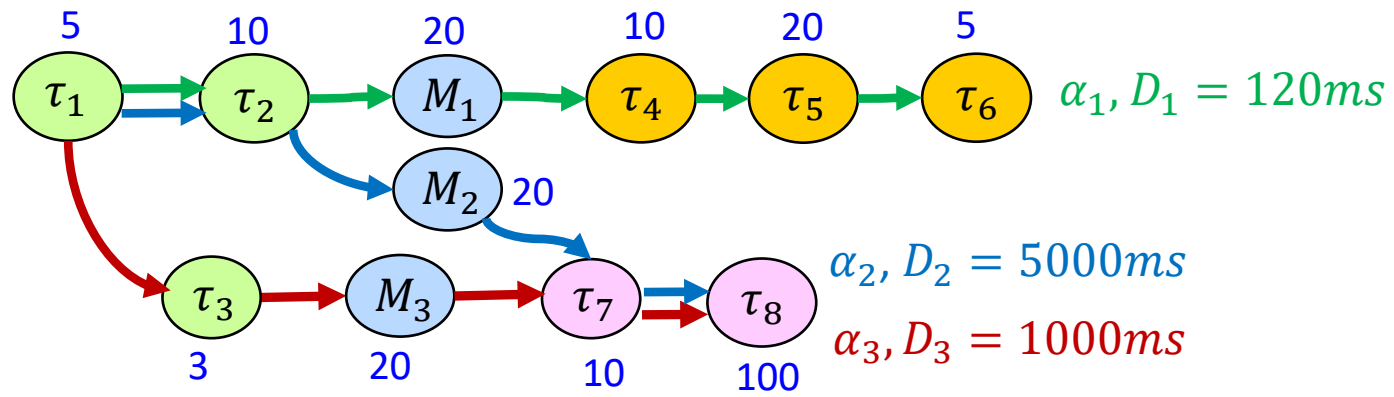 5 10 20 10 20 5
τ₁ τ₂ M₁ τ₄ τ₅ τ₆ α₁, D₁ = 120ms
M₂ 20
α₂, D₂ = 5000ms
τ₃ M₃ τ₇ τ₈
α₃, D₃ = 1000ms
3 20 10 100